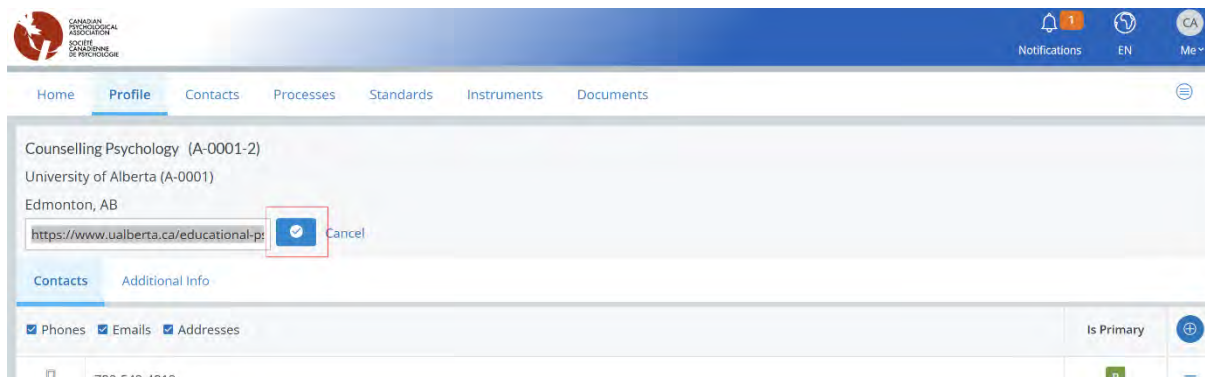 CANADIAN
PSYCHOLOGICAL
ASSOCIATION
SOCIÉTÉ
CANADIENNE
DE PSYCHOLOGIE
1
CA
Notifications EN Me
Home Profile Contacts Processes Standards Instruments Documents
Counselling Psychology (A-0001-2)
University of Alberta (A-0001)
Edmonton, AB
https://www.ualberta.ca/educational-ps Cancel
Contacts Additional Info
Phones Emails Addresses Is Primary